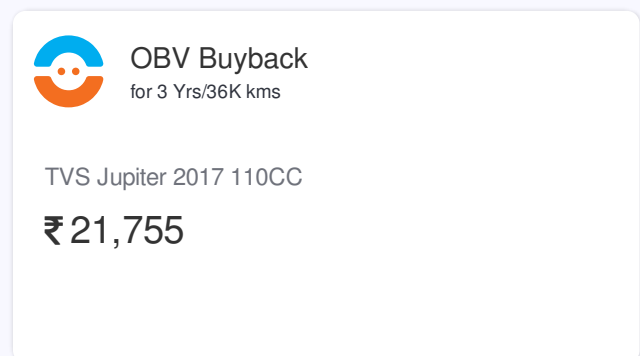 OBV Buyback
for 3 Yrs/36K kms
TVS Jupiter 2017 110CC
₹ 21,755